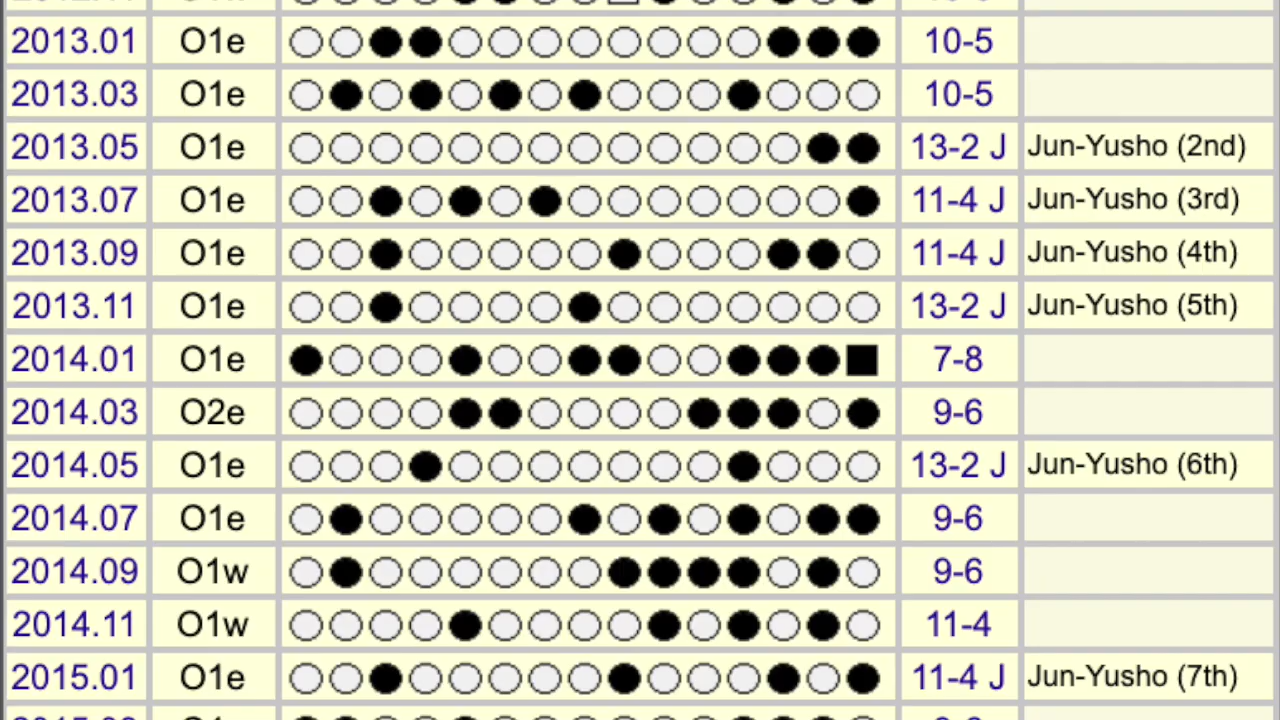 2013.01 O1e 10-5
2013.03 O1e 10-5
2013.05 O1e 13-2 J Jun-Yusho (2nd)
2013.07 O1e 11-4 J Jun-Yusho (3rd)
2013.09 O1e 11-4 J Jun-Yusho (4th)
2013.11 O1e 13-2 J Jun-Yusho (5th)
2014.01 O1e 7-8
2014.03 O2e 9-6
2014.05 O1e 13-2 J Jun-Yusho (6th)
2014.07 O1e 9-6
2014.09 O1w 9-6
2014.11 O1w 11-4
2015.01 O1e 11-4 J Jun-Yusho (7th)